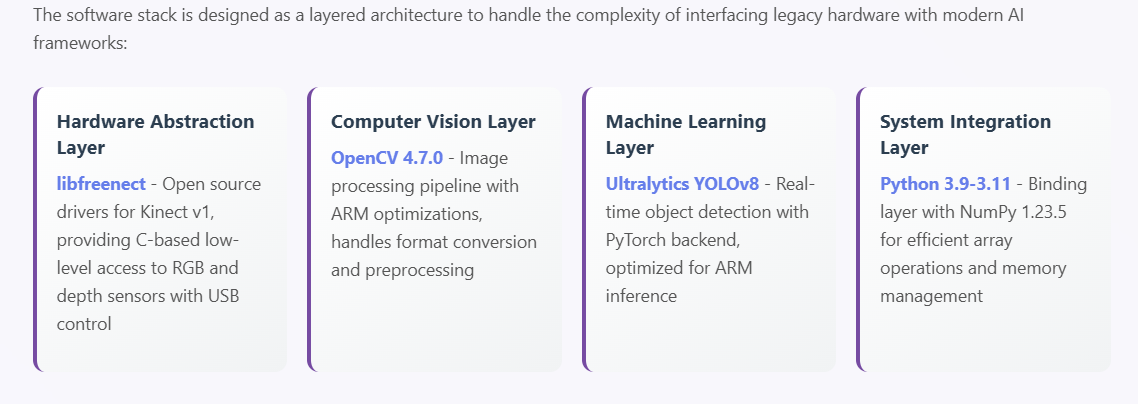 The software stack is designed as a layered architecture to handle the complexity of interfacing legacy hardware with modern AI
frameworks:
Hardware Abstraction
Layer
libfreenect - Open source
drivers for Kinect v1,
providing C-based low-
level access to RGB and
depth sensors with USB
control
Computer Vision Layer
OpenCV 4.7.0 - Image
processing pipeline with
ARM optimizations,
handles format conversion
and preprocessing
Machine Learning
Layer
Ultralytics YOLOv8 - Real-
time object detection with
PyTorch backend,
optimized for ARM
inference
System Integration
Layer
Python 3.9-3.11 - Binding
layer with NumPy 1.23.5
for efficient array
operations and memory
management